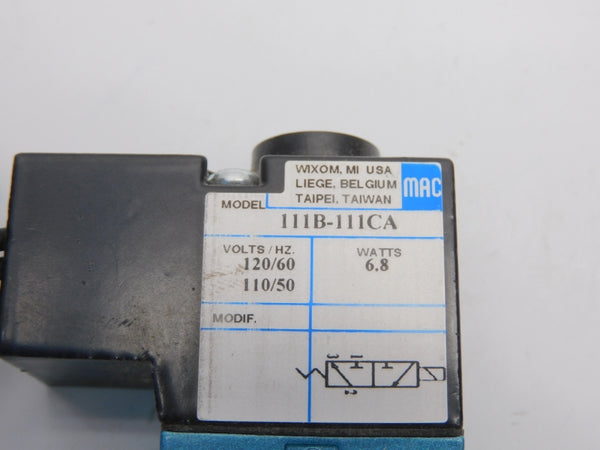 WIXOM, MI USA
LIEGE, BELGIUM
TAIPEI, TAIWAN
MAC
MODEL
111B-111CA
VOLTS/HZ.
120/60
110/50
WATTS
6.8
MODIF.